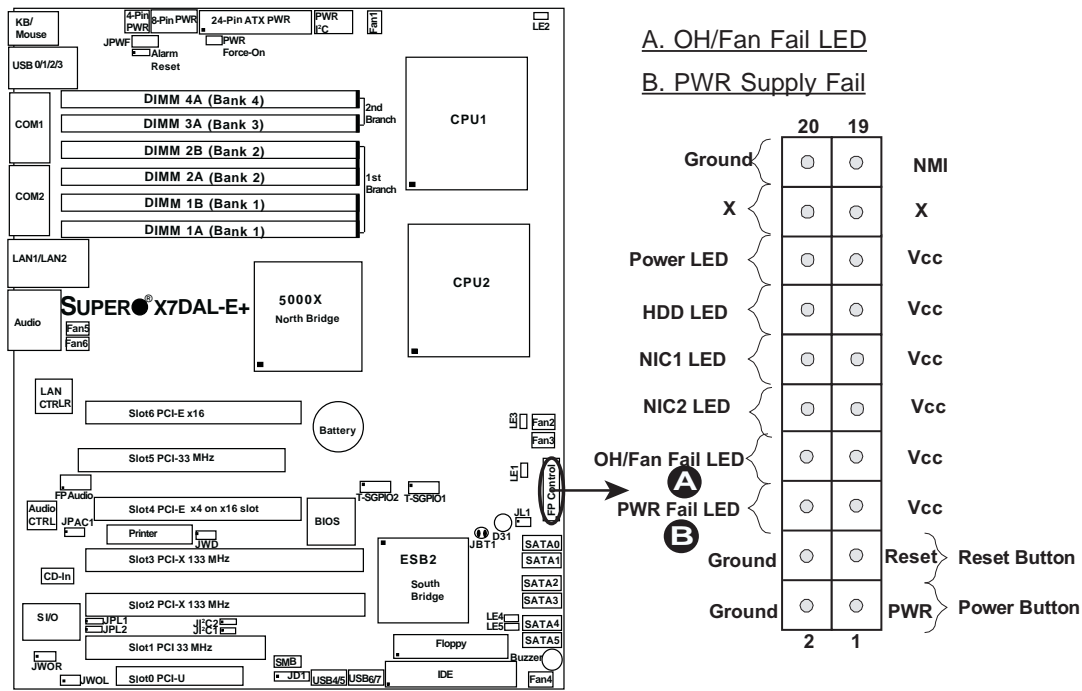 KB/
Mouse
USB 0/1/2/3
COM1
COM2
LAN1/LAN2
Audio
4-Pin
PWR
8-Pin PWR
24-Pin ATX PWR
PWR
I²C
Fan1
LE2
JPWF
Alarm
Reset
PWR
Force-On
DIMM 4A (Bank 4)
DIMM 3A (Bank 3)
2nd
Branch
DIMM 2B (Bank 2)
DIMM 2A (Bank 2)
DIMM 1B (Bank 1)
DIMM 1A (Bank 1)
1st
Branch
CPU1
CPU2
SUPER® X7DAL-E+
Fan5
Fan6
5000X
North Bridge
LAN
CTRLR
Slot6 PCI-E x16
Battery
LE3
Fan2
Fan3
Slot5 PCI-33 MHz
LE1
FP Control
FP Audio
T-SGPIO2
T-SGPIO1
Audio
CTRL
Slot4 PCI-E x4 on x16 slot
JPAC1
Printer
JWD
BIOS
JL1
D31
JBT1
SATA0
SATA1
Slot3 PCI-X 133 MHz
ESB2
South
Bridge
CD-In
SATA2
SATA3
Slot2 PCI-X 133 MHz
SI/O
JPL1
JPL2
JI²C2
JI²C1
LE4
LE5
SATA4
SATA5
Slot1 PCI 33 MHz
Floppy
Buzzer
JWOR
SMB
JWOL
Slot0 PCI-U
JD1
USB4/5
USB6/7
IDE
Fan4
A. OH/Fan Fail LED
B. PWR Supply Fail
20 19
Ground NMI
X X
Power LED Vcc
HDD LED Vcc
NIC1 LED Vcc
NIC2 LED Vcc
OH/Fan Fail LED Vcc
A
PWR Fail LED Vcc
B
Ground Reset Reset Button
Ground PWR Power Button
2 1